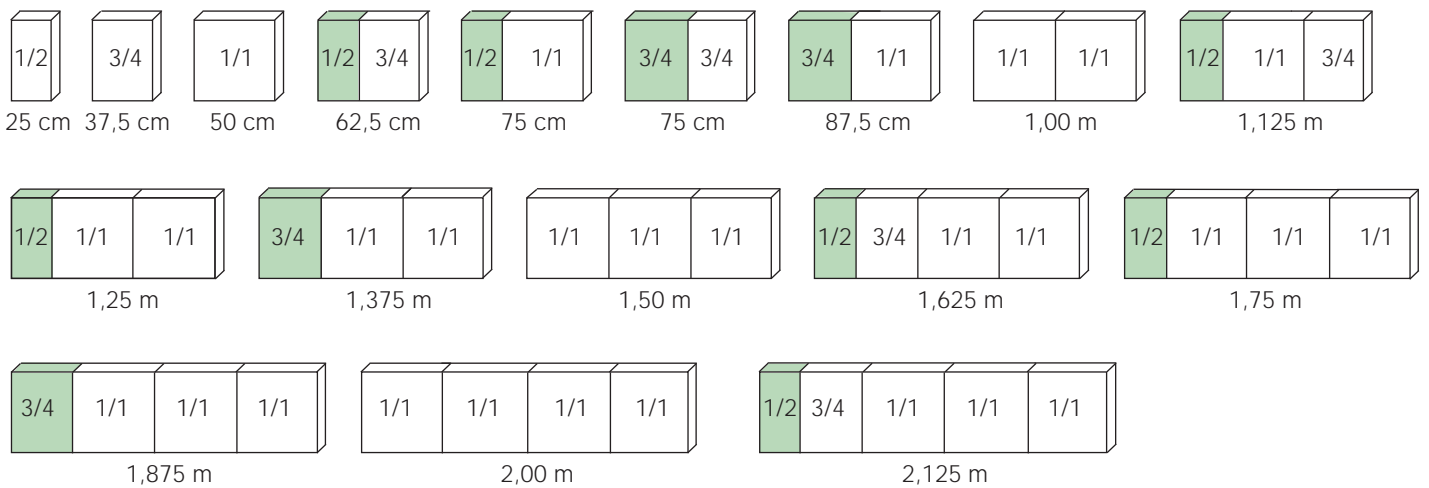 1/2 3/4 1/1 1/2 3/4 1/2 1/1 3/4 3/4 3/4 1/1 1/1 1/1 1/2 1/1 3/4
25 cm 37,5 cm 50 cm 62,5 cm 75 cm 75 cm 87,5 cm 1,00 m 1,125 m
1/2 1/1 1/1 3/4 1/1 1/1 1/1 1/1 1/1 1/2 3/4 1/1 1/1 1/2 1/1 1/1 1/1
1,25 m 1,375 m 1,50 m 1,625 m 1,75 m
3/4 1/1 1/1 1/1 1/1 1/1 1/1 1/1 1/2 3/4 1/1 1/1 1/1
1,875 m 2,00 m 2,125 m